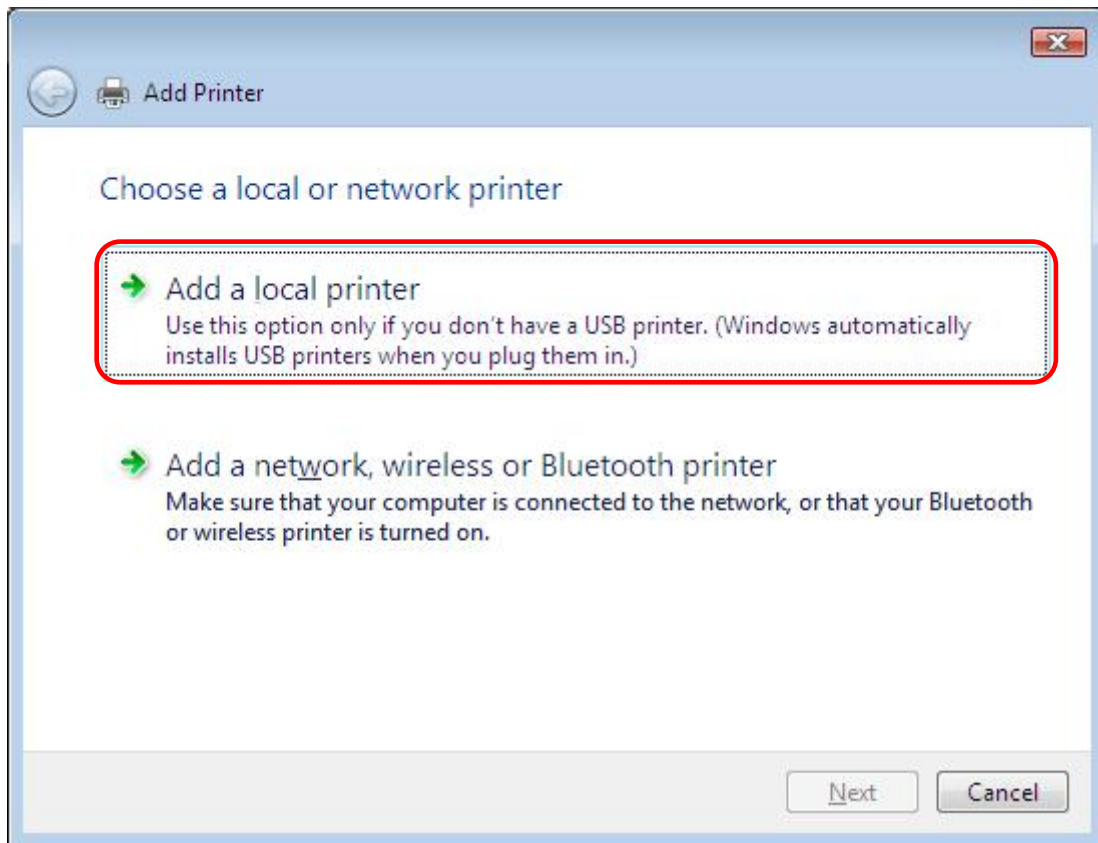 Add Printer
Choose a local or network printer
Add a local printer
Use this option only if you don't have a USB printer. (Windows automatically
installs USB printers when you plug them in.)
Add a network, wireless or Bluetooth printer
Make sure that your computer is connected to the network, or that your Bluetooth
or wireless printer is turned on.
Next
Cancel